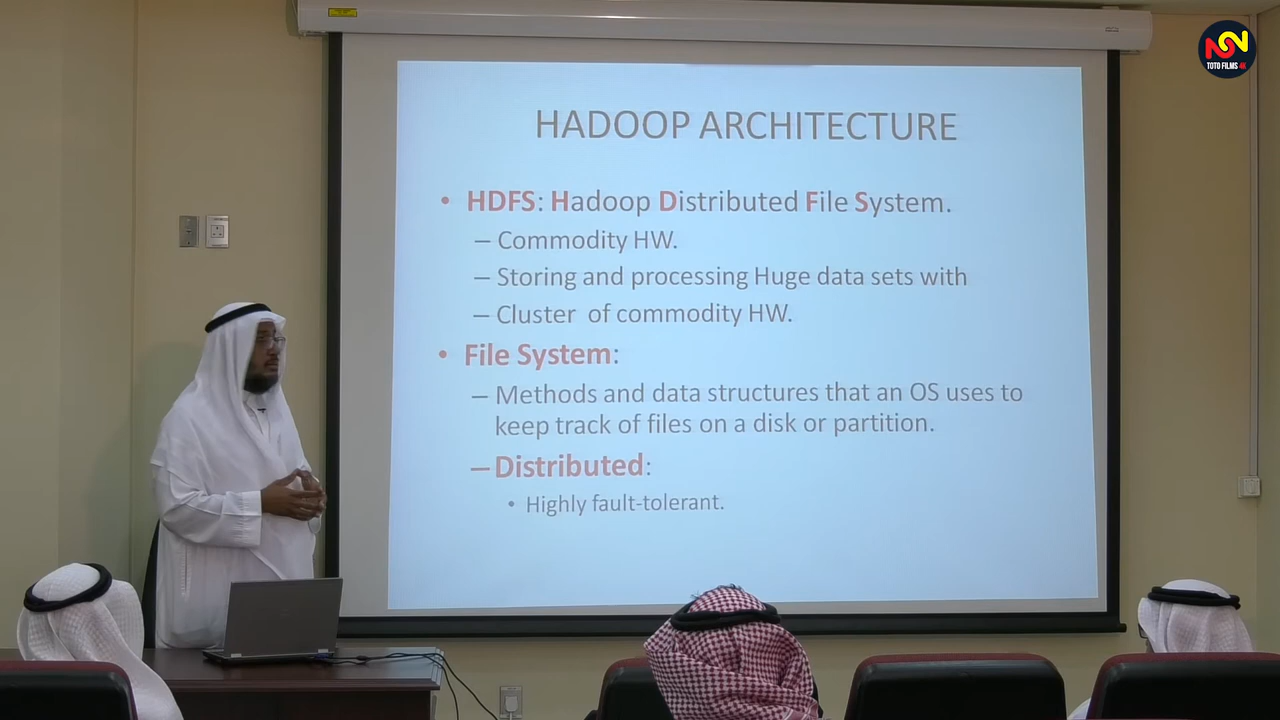 TOTO FILMS 4K
HADOOP ARCHITECTURE
• HDFS: Hadoop Distributed File System.
– Commodity HW.
– Storing and processing Huge data sets with
– Cluster of commodity HW.
• File System:
– Methods and data structures that an OS uses to
keep track of files on a disk or partition.
– Distributed:
• Highly fault-tolerant.